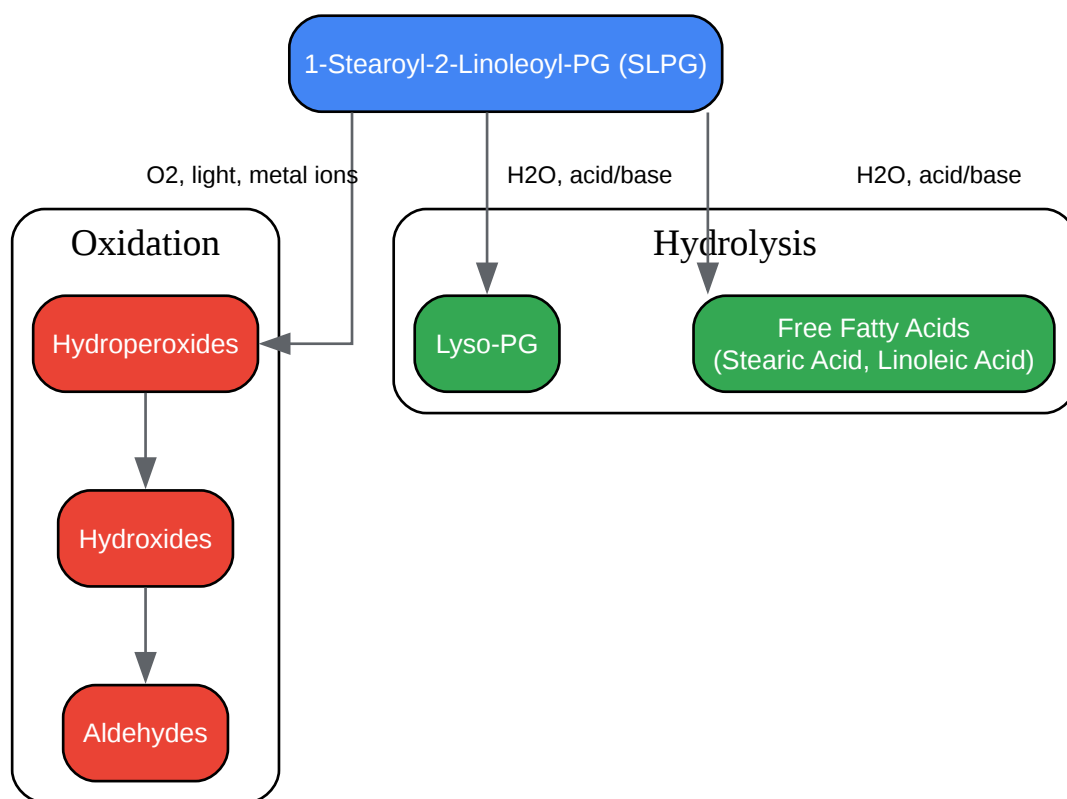 1-Stearoyl-2-Linoleoyl-PG (SLPG)
O2, light, metal ions
H2O, acid/base
H2O, acid/base
Oxidation
Hydrolysis
Hydroperoxides
Lyso-PG
Free Fatty Acids
(Stearic Acid, Linoleic Acid)
Hydroxides
Aldehydes